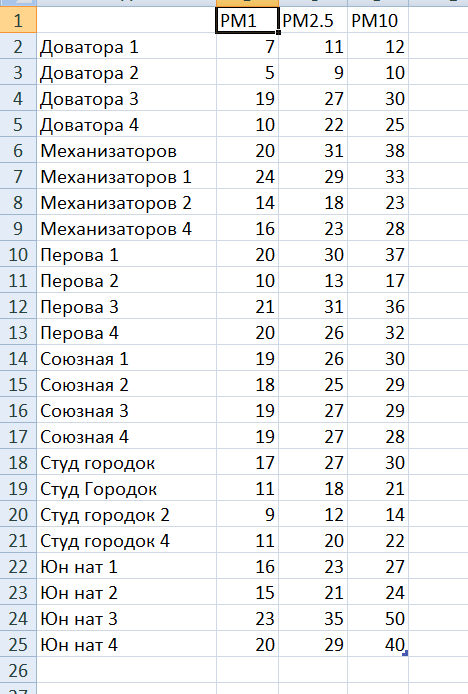 1 PM1 PM2.5 PM10
2 Доватора 1 7 11 12
3 Доватора 2 5 9 10
4 Доватора 3 19 27 30
5 Доватора 4 10 22 25
6 Механизаторов 20 31 38
7 Механизаторов 1 24 29 33
8 Механизаторов 2 14 18 23
9 Механизаторов 4 16 23 28
10 Перова 1 20 30 37
11 Перова 2 10 13 17
12 Перова 3 21 31 36
13 Перова 4 20 26 32
14 Союзная 1 19 26 30
15 Союзная 2 18 25 29
16 Союзная 3 19 27 29
17 Союзная 4 19 27 28
18 Студ городок 17 27 30
19 Студ Городок 11 18 21
20 Студ городок 2 9 12 14
21 Студ городок 4 11 20 22
22 Юн нат 1 16 23 27
23 Юн нат 2 15 21 24
24 Юн нат 3 23 35 50
25 Юн нат 4 20 29 40
26
27